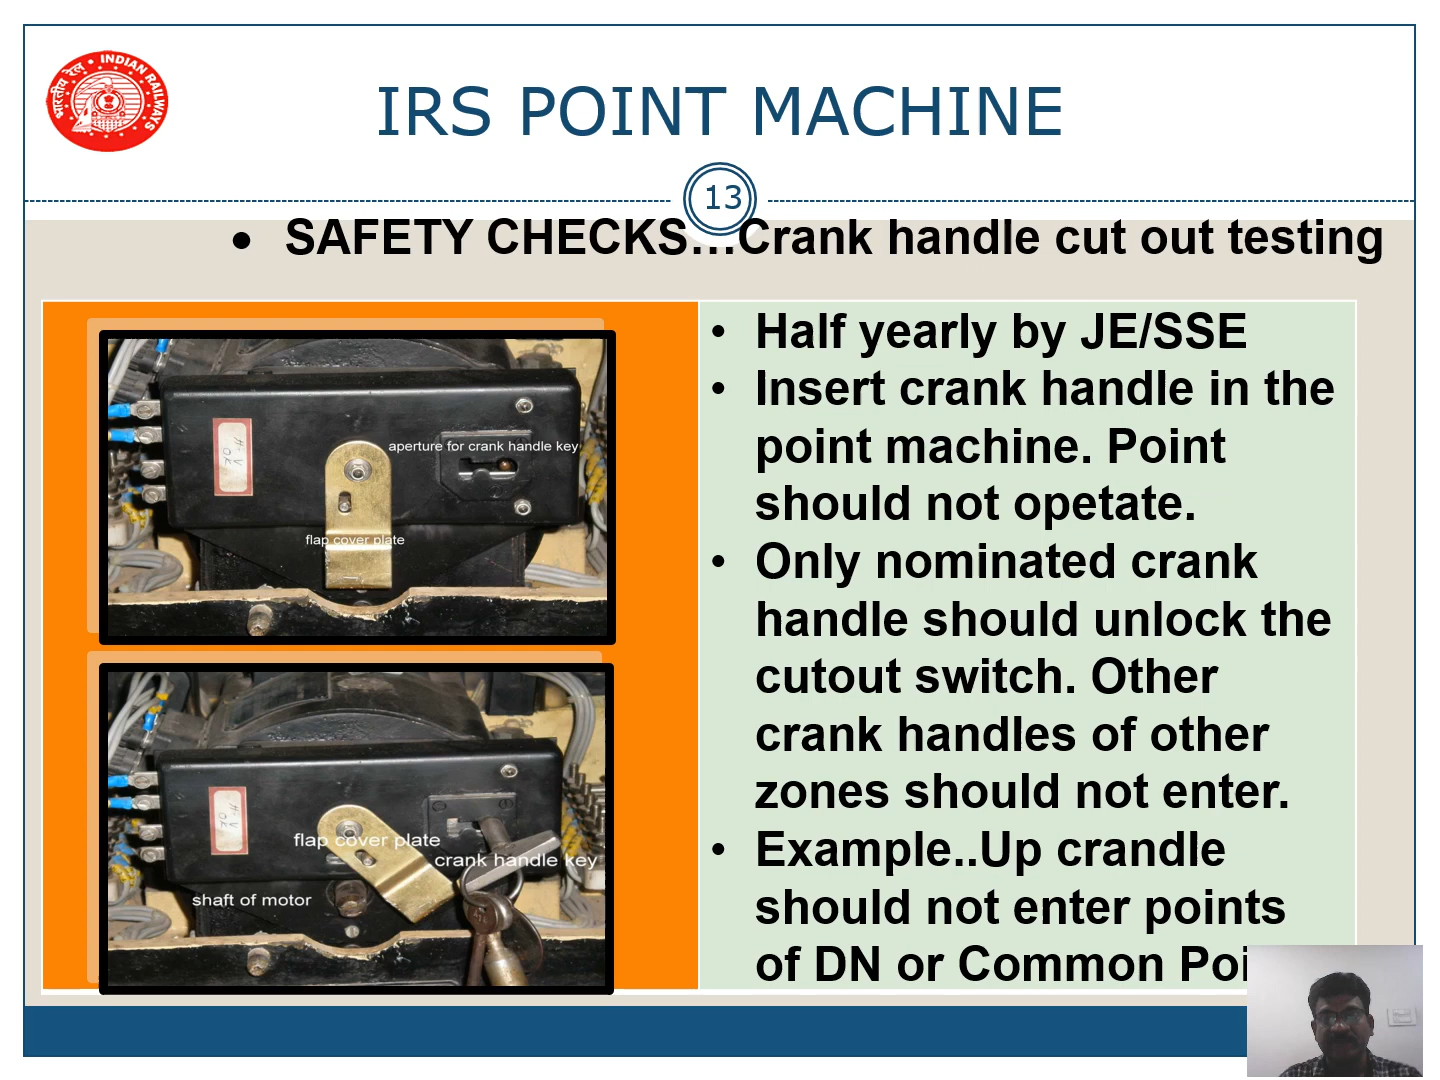 भारतीय रेल • INDIAN RAILWAYS
IRS POINT MACHINE
13
• SAFETY CHECKS…Crank handle cut out testing
aperture for crank handle key
flap cover plate
flap cover plate
crank handle key
shaft of motor
• Half yearly by JE/SSE
• Insert crank handle in the
point machine. Point
should not opetate.
• Only nominated crank
handle should unlock the
cutout switch. Other
crank handles of other
zones should not enter.
• Example..Up crandle
should not enter points
of DN or Common Poi